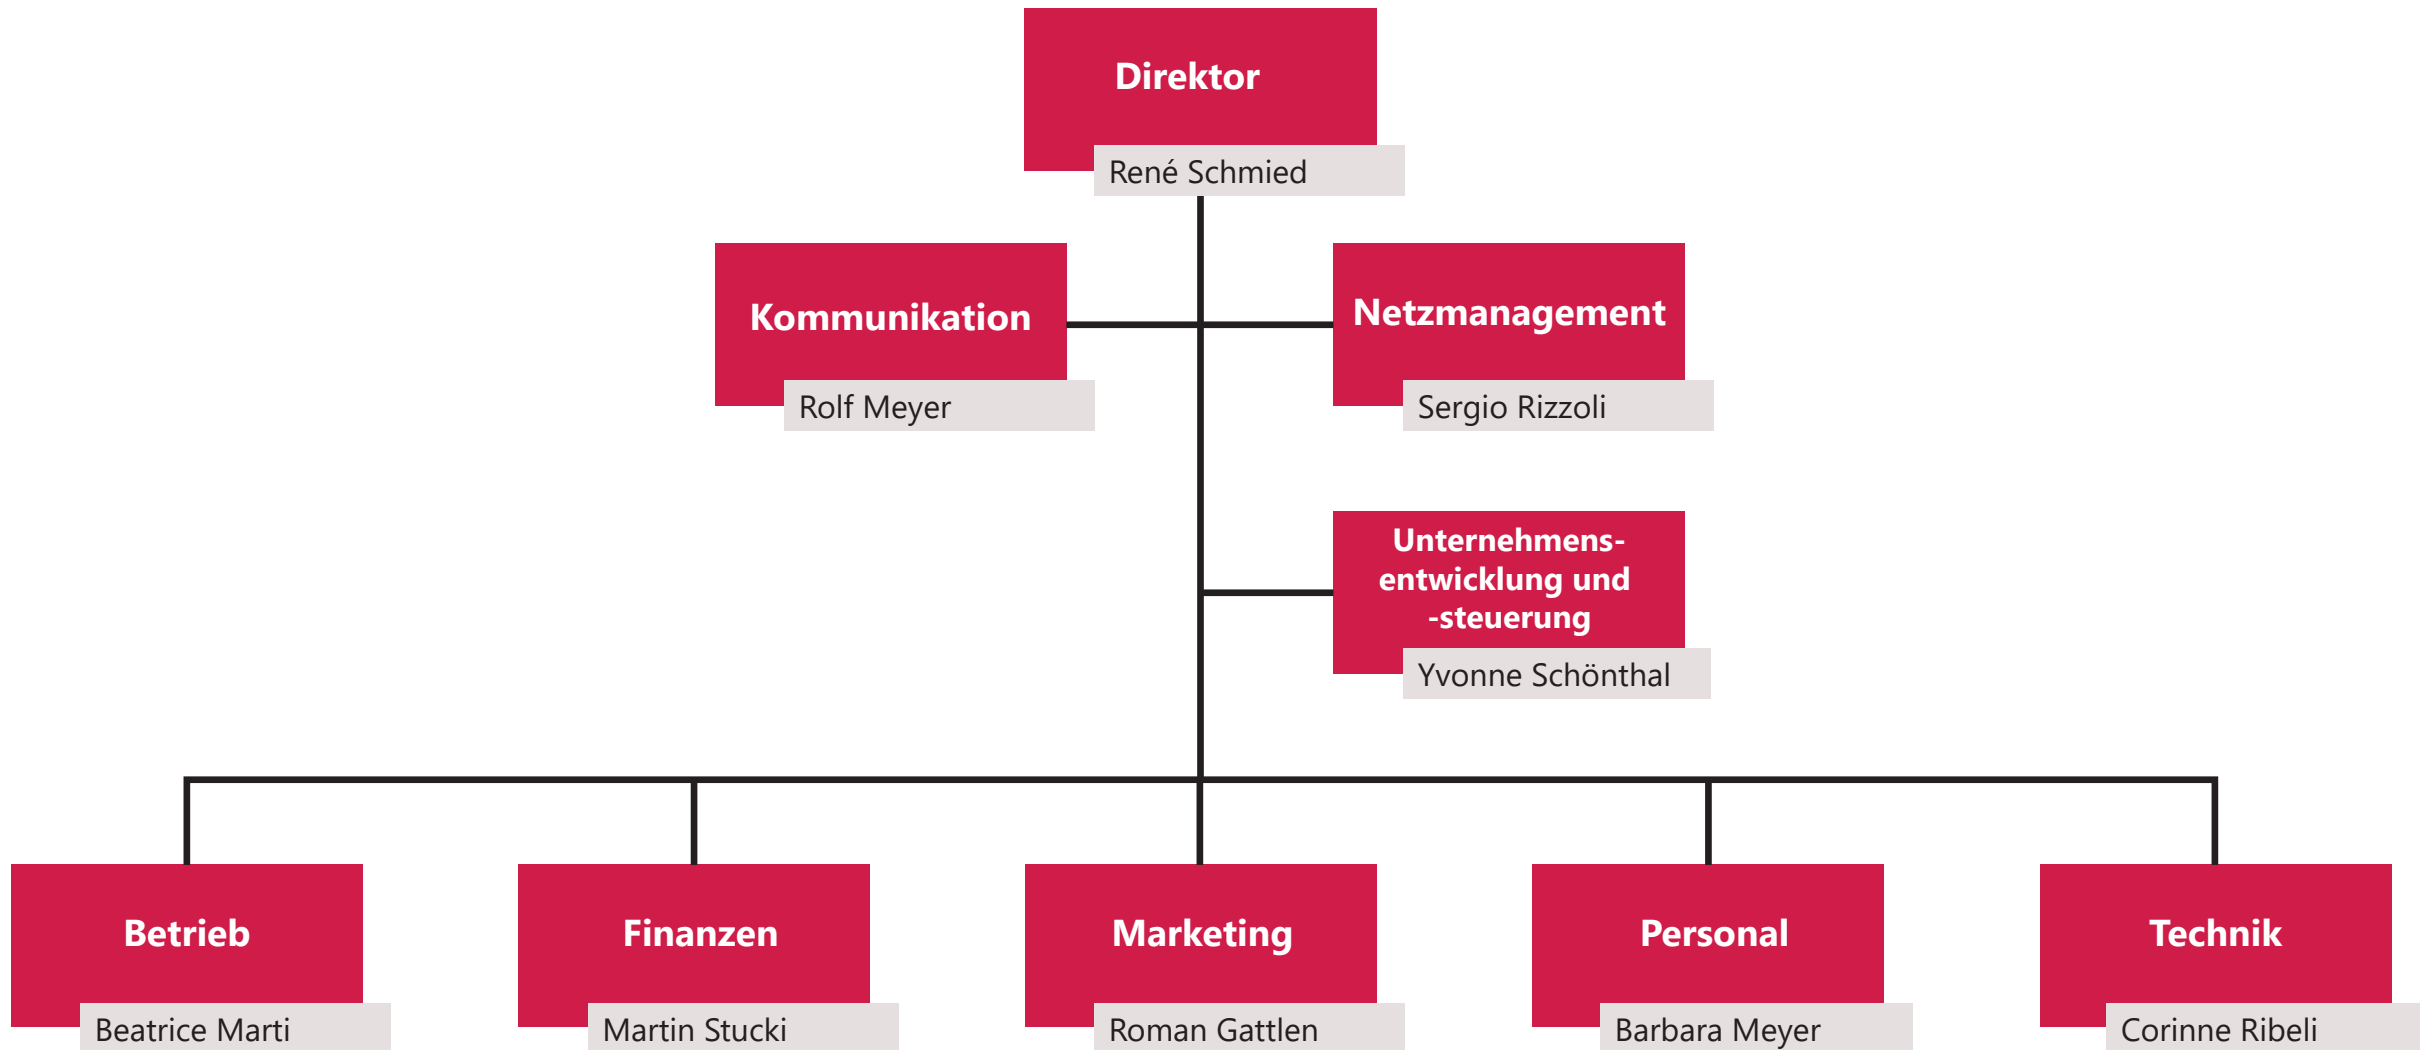 Direktor
René Schmied
Kommunikation
Rolf Meyer
Netzmanagement
Sergio Rizzoli
Unternehmens-
entwicklung und
-steuerung
Yvonne Schönthal
Betrieb
Beatrice Marti
Finanzen
Martin Stucki
Marketing
Roman Gattlen
Personal
Barbara Meyer
Technik
Corinne Ribeli